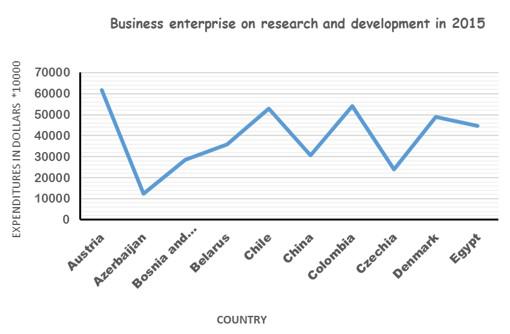 Business enterprise on research and development in 2015
EXPENDITURES IN DOLLARS *10000
70000
60000
50000
40000
30000
20000
10000
0
Austria
Azerbaijan
Bosnia and...
Belarus
Chile
China
Colombia
Czechia
Denmark
Egypt
COUNTRY